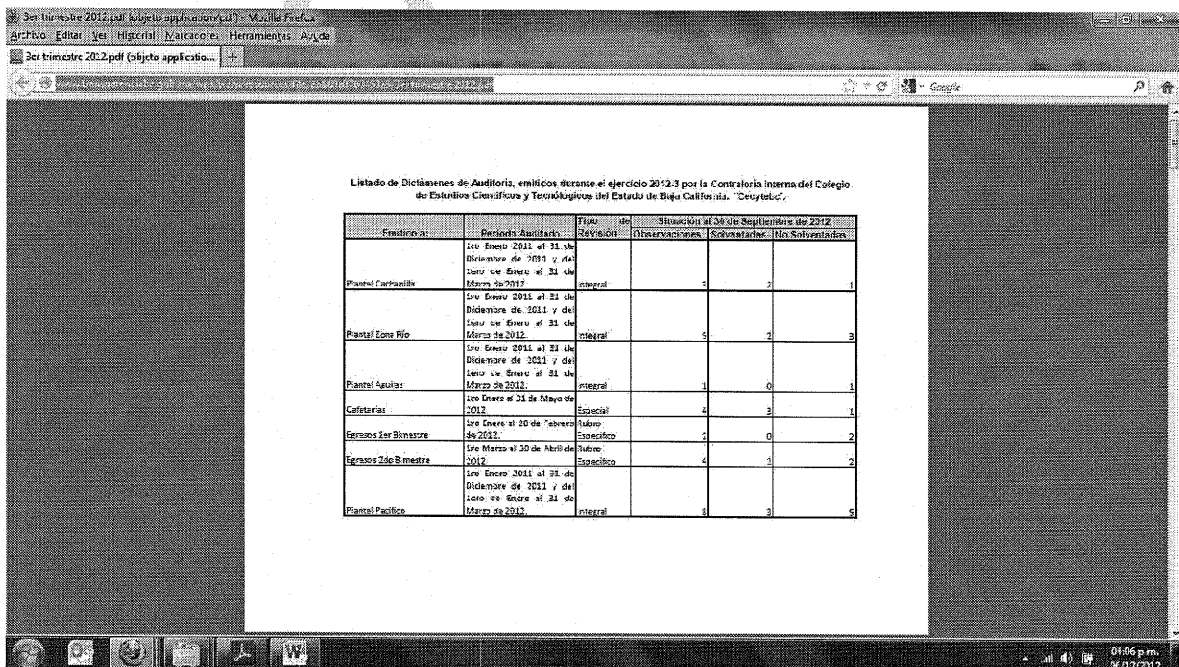 3er trimestre 2012.pdf (objeto application/pdf) - Mozilla Firefox
Archivo Editar Ver Historial Marcadores Herramientas Ayuda
3er trimestre 2012.pdf (objeto applicatio...
Google
Listado de Dictámenes de Auditoria, emitidos durante el ejercicio 2012-3 por la Contraloria Interna del Colegio
de Estudios Cientificos y Tecnológicos del Estado de Baja California. "Cecytebc".
Tipo de Situación al 30 de Septiembre de 2012
Emitido a: Periodo Auditado Revisión Observaciones Solventadas No Solventadas
1ro Enero 2011 al 31 de
Diciembre de 2011 y del
1ero de Enero al 31 de
Plantel Cachanilla Marzo de 2012. Integral 3 2 1
1ro Enero 2011 al 31 de
Diciembre de 2011 y del
1ero de Enero al 31 de
Plantel Zona Río Marzo de 2012. Integral 5 2 3
1ro Enero 2011 al 31 de
Diciembre de 2011 y del
1ero de Enero al 31 de
Plantel Aguilas Marzo de 2012. Integral 1 0 1
1ro Enero al 31 de Mayo de
Cafeterias 2012 Especial 4 3 1
1ro Enero al 20 de Febrero Rubro
Egresos 1er Bimestre de 2012. Especifico 2 0 2
1ro Marzo al 30 de Abril de Rubro
Egresos 2do Bimestre 2012 Especifico 4 2
1ro Enero 2011 al 31 de
Diciembre de 2011 y del
1ero de Enero al 31 de
Plantel Pacifico Marzo de 2012. Integral 8 3 5
01:06 p.m.
06/12/2012